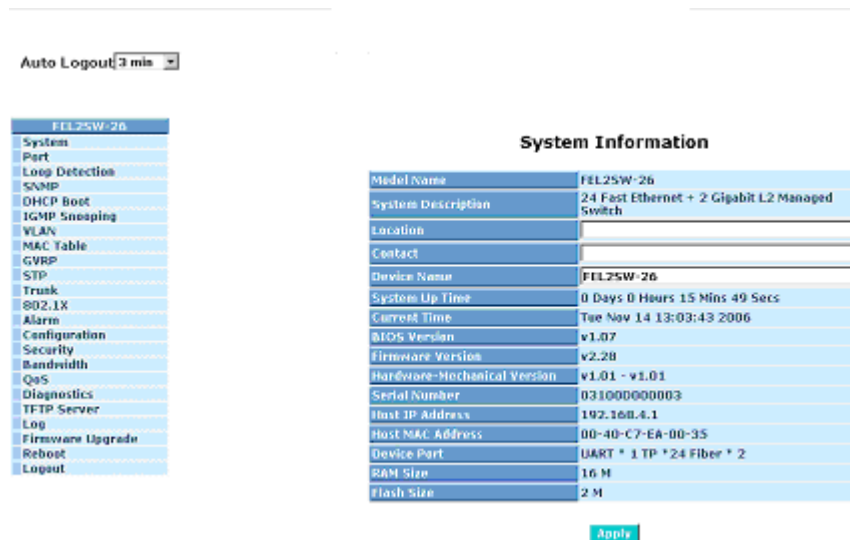 Auto Logout 3 min
FEL2SW-26
System
Port
Loop Detection
SNMP
DHCP Boot
IGMP Snooping
VLAN
MAC Table
GVRP
STP
Trunk
802.1X
Alarm
Configuration
Security
Bandwidth
QoS
Diagnostics
TFTP Server
Log
Firmware Upgrade
Reboot
Logout
System Information
Model Name FEL2SW-26
System Description 24 Fast Ethernet + 2 Gigabit L2 Managed
Switch
Location
Contact
Device Name FEL2SW-26
System Up Time 0 Days 0 Hours 15 Mins 49 Secs
Current Time Tue Nov 14 13:03:43 2006
BIOS Version v1.07
Firmware Version v2.28
Hardware-Mechanical Version v1.01 - v1.01
Serial Number 031000000003
Host IP Address 192.168.4.1
Host MAC Address 00-40-C7-EA-00-35
Device Port UART * 1 TP *24 Fiber * 2
RAM Size 16 M
Flash Size 2 M
Apply